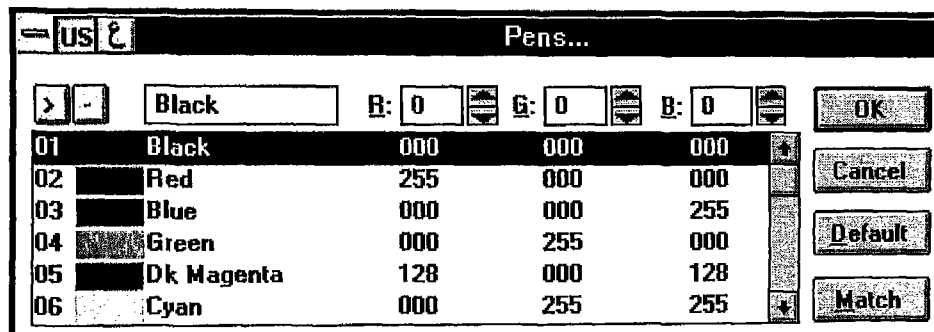 US ع Pens...
> - Black R: 0 G: 0 B: 0 OK
01 Black 000 000 000
02 Red 255 000 000 Cancel
03 Blue 000 000 255
04 Green 000 255 000 Default
05 Dk Magenta 128 000 128
06 Cyan 000 255 255 Match